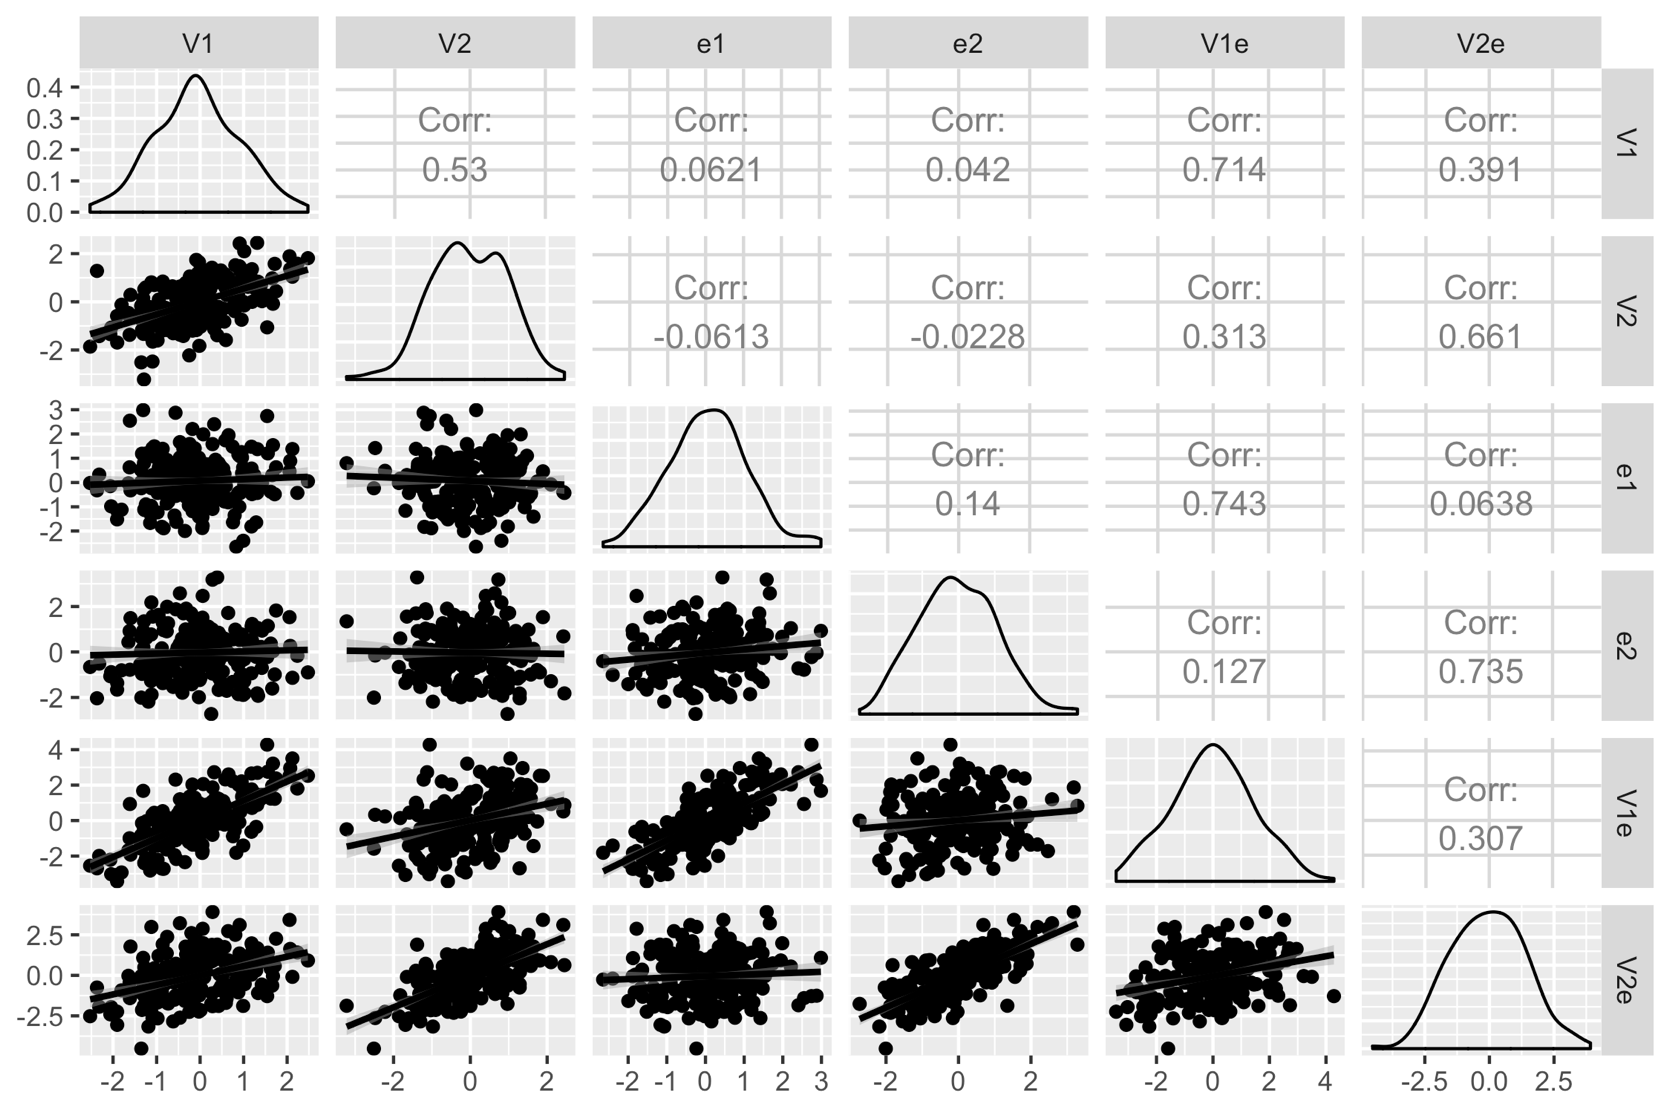 V1 V2 e1 e2 V1e V2e
0.4
0.3
0.2
0.1
0.0
Corr: Corr: Corr: Corr: Corr:
0.53 0.0621 0.042 0.714 0.391
V1
2
0
-2
Corr: Corr: Corr: Corr:
-0.0613 -0.0228 0.313 0.661
V2
3
2
1
0
-1
-2
Corr: Corr: Corr:
0.14 0.743 0.0638
e1
2
0
-2
Corr: Corr:
0.127 0.735
e2
4
2
0
-2
Corr:
0.307
V1e
2.5
0.0
-2.5
V2e
-2 -1 0 1 2 -2 0 2 -2 -1 0 1 2 3 -2 0 2 -2 0 2 4 -2.5 0.0 2.5